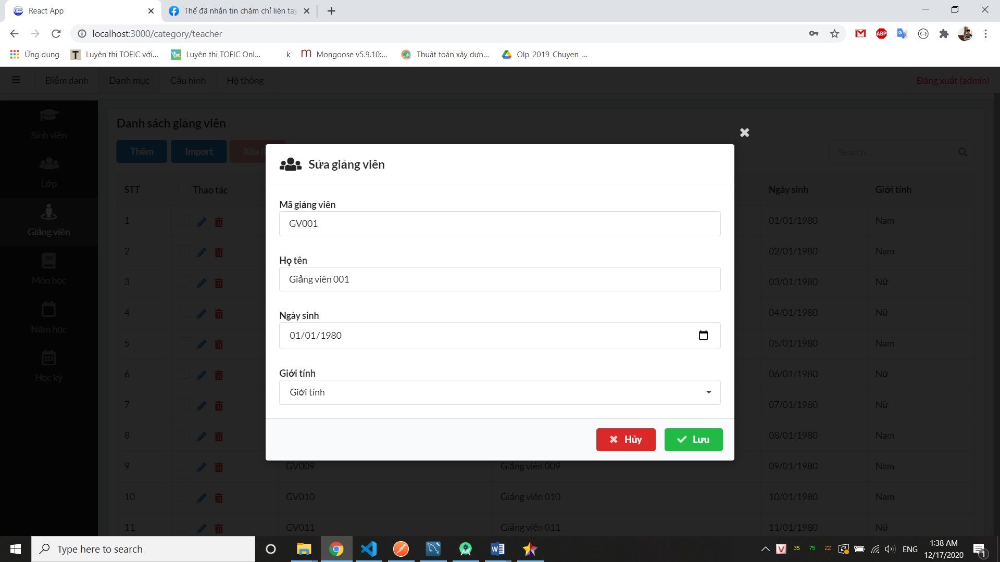 React App
Thế đã nhắn tin chăm chỉ liên tay
localhost:3000/category/teacher
ABP
Ứng dụng
T
Luyện thi TOEIC với...
Luyện thi TOEIC Onl...
k
m
Mongoose v5.9.10:...
Thuật toán xây dựn...
Olp_2019_Chuyen_...
Điểm danh
Danh mục
Cấu hình
Hệ thống
Đăng xuất (admin)
Sinh viên
Lớp
Giảng viên
Môn học
Năm học
Học kỳ
Danh sách giảng viên
Thêm
Import
Xóa
Search...
STT
Thao tác
Ngày sinh
Giới tính
1
01/01/1980
Nam
2
02/01/1980
Nam
3
03/01/1980
Nữ
4
04/01/1980
Nữ
5
05/01/1980
Nam
6
06/01/1980
Nữ
7
07/01/1980
Nữ
8
08/01/1980
Nam
9
GV009
Giảng viên 009
09/01/1980
Nam
10
GV010
Giảng viên 010
10/01/1980
Nam
11
GV011
Giảng viên 011
11/01/1980
Nữ
Sửa giảng viên
Mã giảng viên
GV001
Họ tên
Giảng viên 001
Ngày sinh
01/01/1980
Giới tính
Giới tính
Hủy
Lưu
Type here to search
V
35
75
22
ENG
1:38 AM
12/17/2020
1